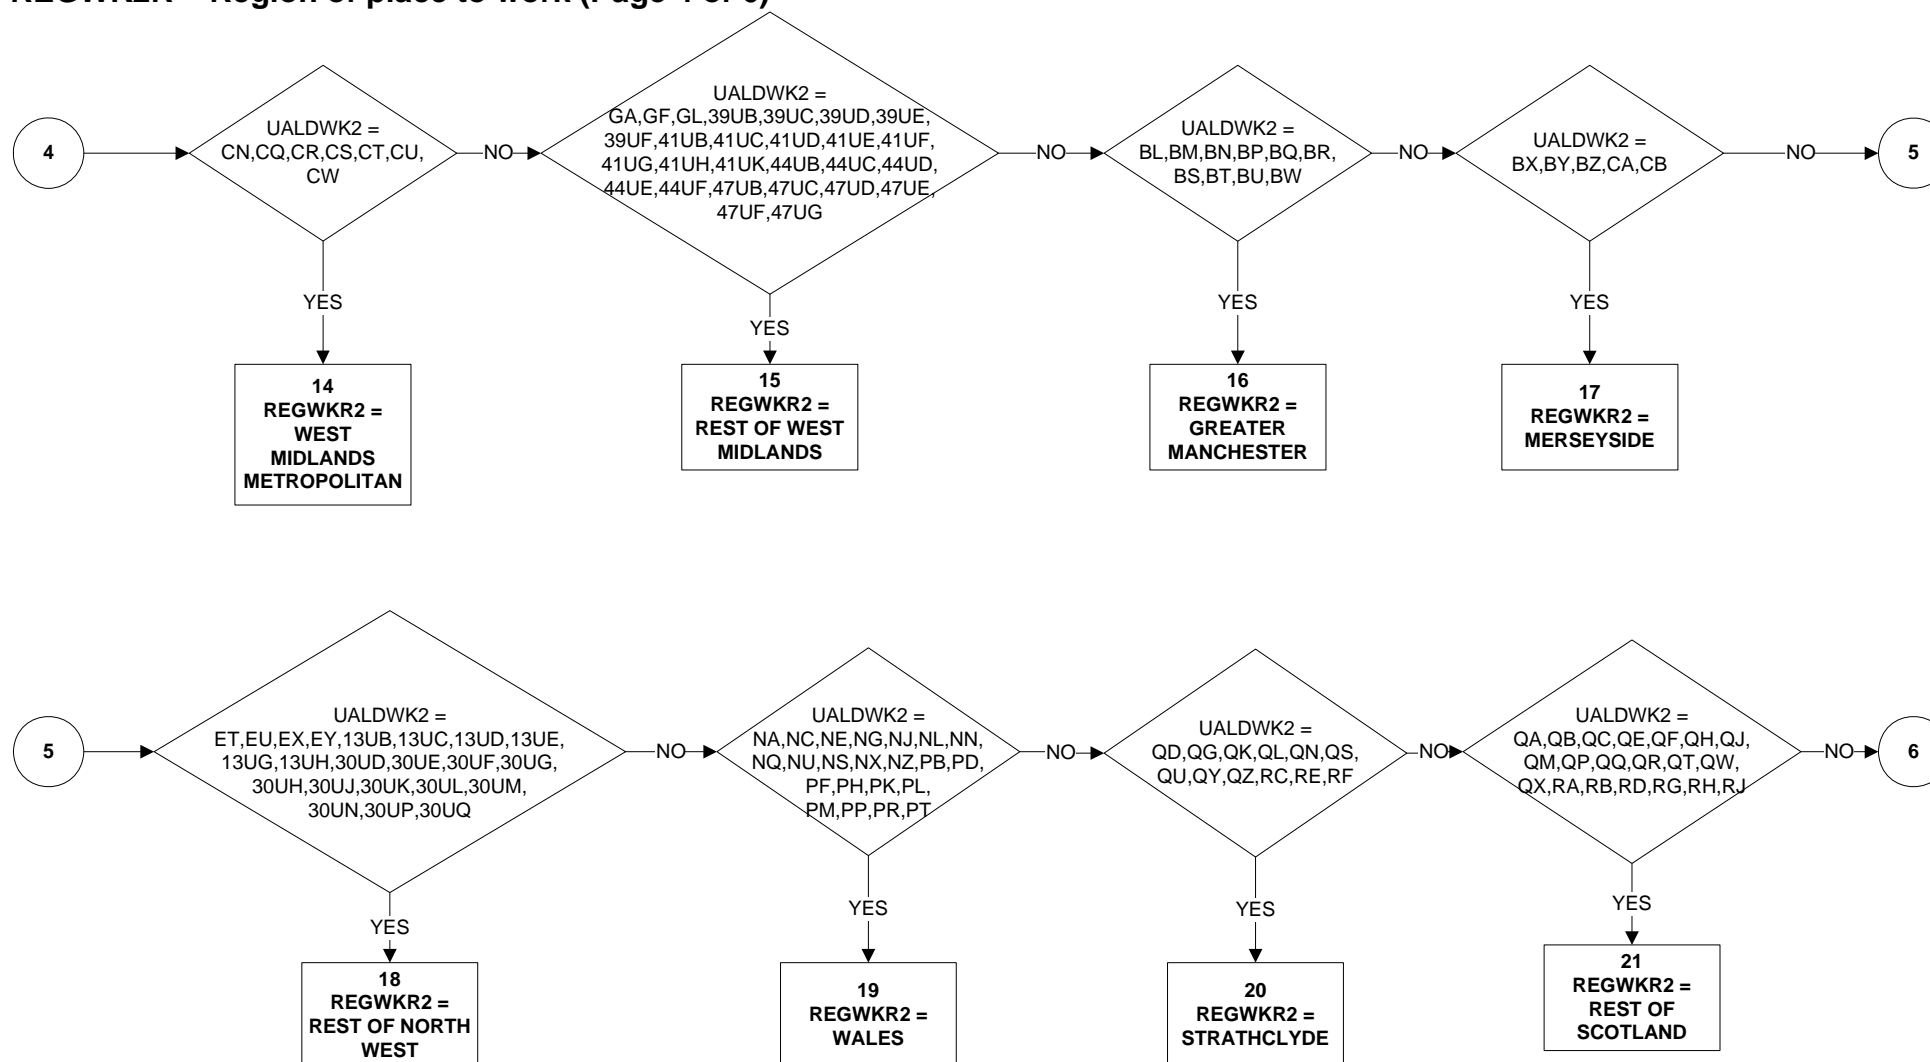 Region of place to work (Page 4 of
4
UALDWK2 =
CN,CQ,CR,CS,CT,CU,
CW
NO
YES
14
REGWKR2 =
WEST
MIDLANDS
METROPOLITAN
UALDWK2 =
GA,GF,GL,39UB,39UC,39UD,39UE,
39UF,41UB,41UC,41UD,41UE,41UF,
41UG,41UH,41UK,44UB,44UC,44UD,
44UE,44UF,47UB,47UC,47UD,47UE,
47UF,47UG
NO
YES
15
REGWKR2 =
REST OF WEST
MIDLANDS
UALDWK2 =
BL,BM,BN,BP,BQ,BR,
BS,BT,BU,BW
NO
YES
16
REGWKR2 =
GREATER
MANCHESTER
UALDWK2 =
BX,BY,BZ,CA,CB
NO
YES
17
REGWKR2 =
MERSEYSIDE
5
5
UALDWK2 =
ET,EU,EX,EY,13UB,13UC,13UD,13UE,
13UG,13UH,30UD,30UE,30UF,30UG,
30UH,30UJ,30UK,30UL,30UM,
30UN,30UP,30UQ
NO
YES
18
REGWKR2 =
REST OF NORTH
WEST
UALDWK2 =
NA,NC,NE,NG,NJ,NL,NN,
NQ,NU,NS,NX,NZ,PB,PD,
PF,PH,PK,PL,
PM,PP,PR,PT
NO
YES
19
REGWKR2 =
WALES
UALDWK2 =
QD,QG,QK,QL,QN,QS,
QU,QY,QZ,RC,RE,RF
NO
YES
20
REGWKR2 =
STRATHCLYDE
UALDWK2 =
QA,QB,QC,QE,QF,QH,QJ,
QM,QP,QQ,QR,QT,QW,
QX,RA,RB,RD,RG,RH,RJ
NO
YES
21
REGWKR2 =
REST OF
SCOTLAND
6